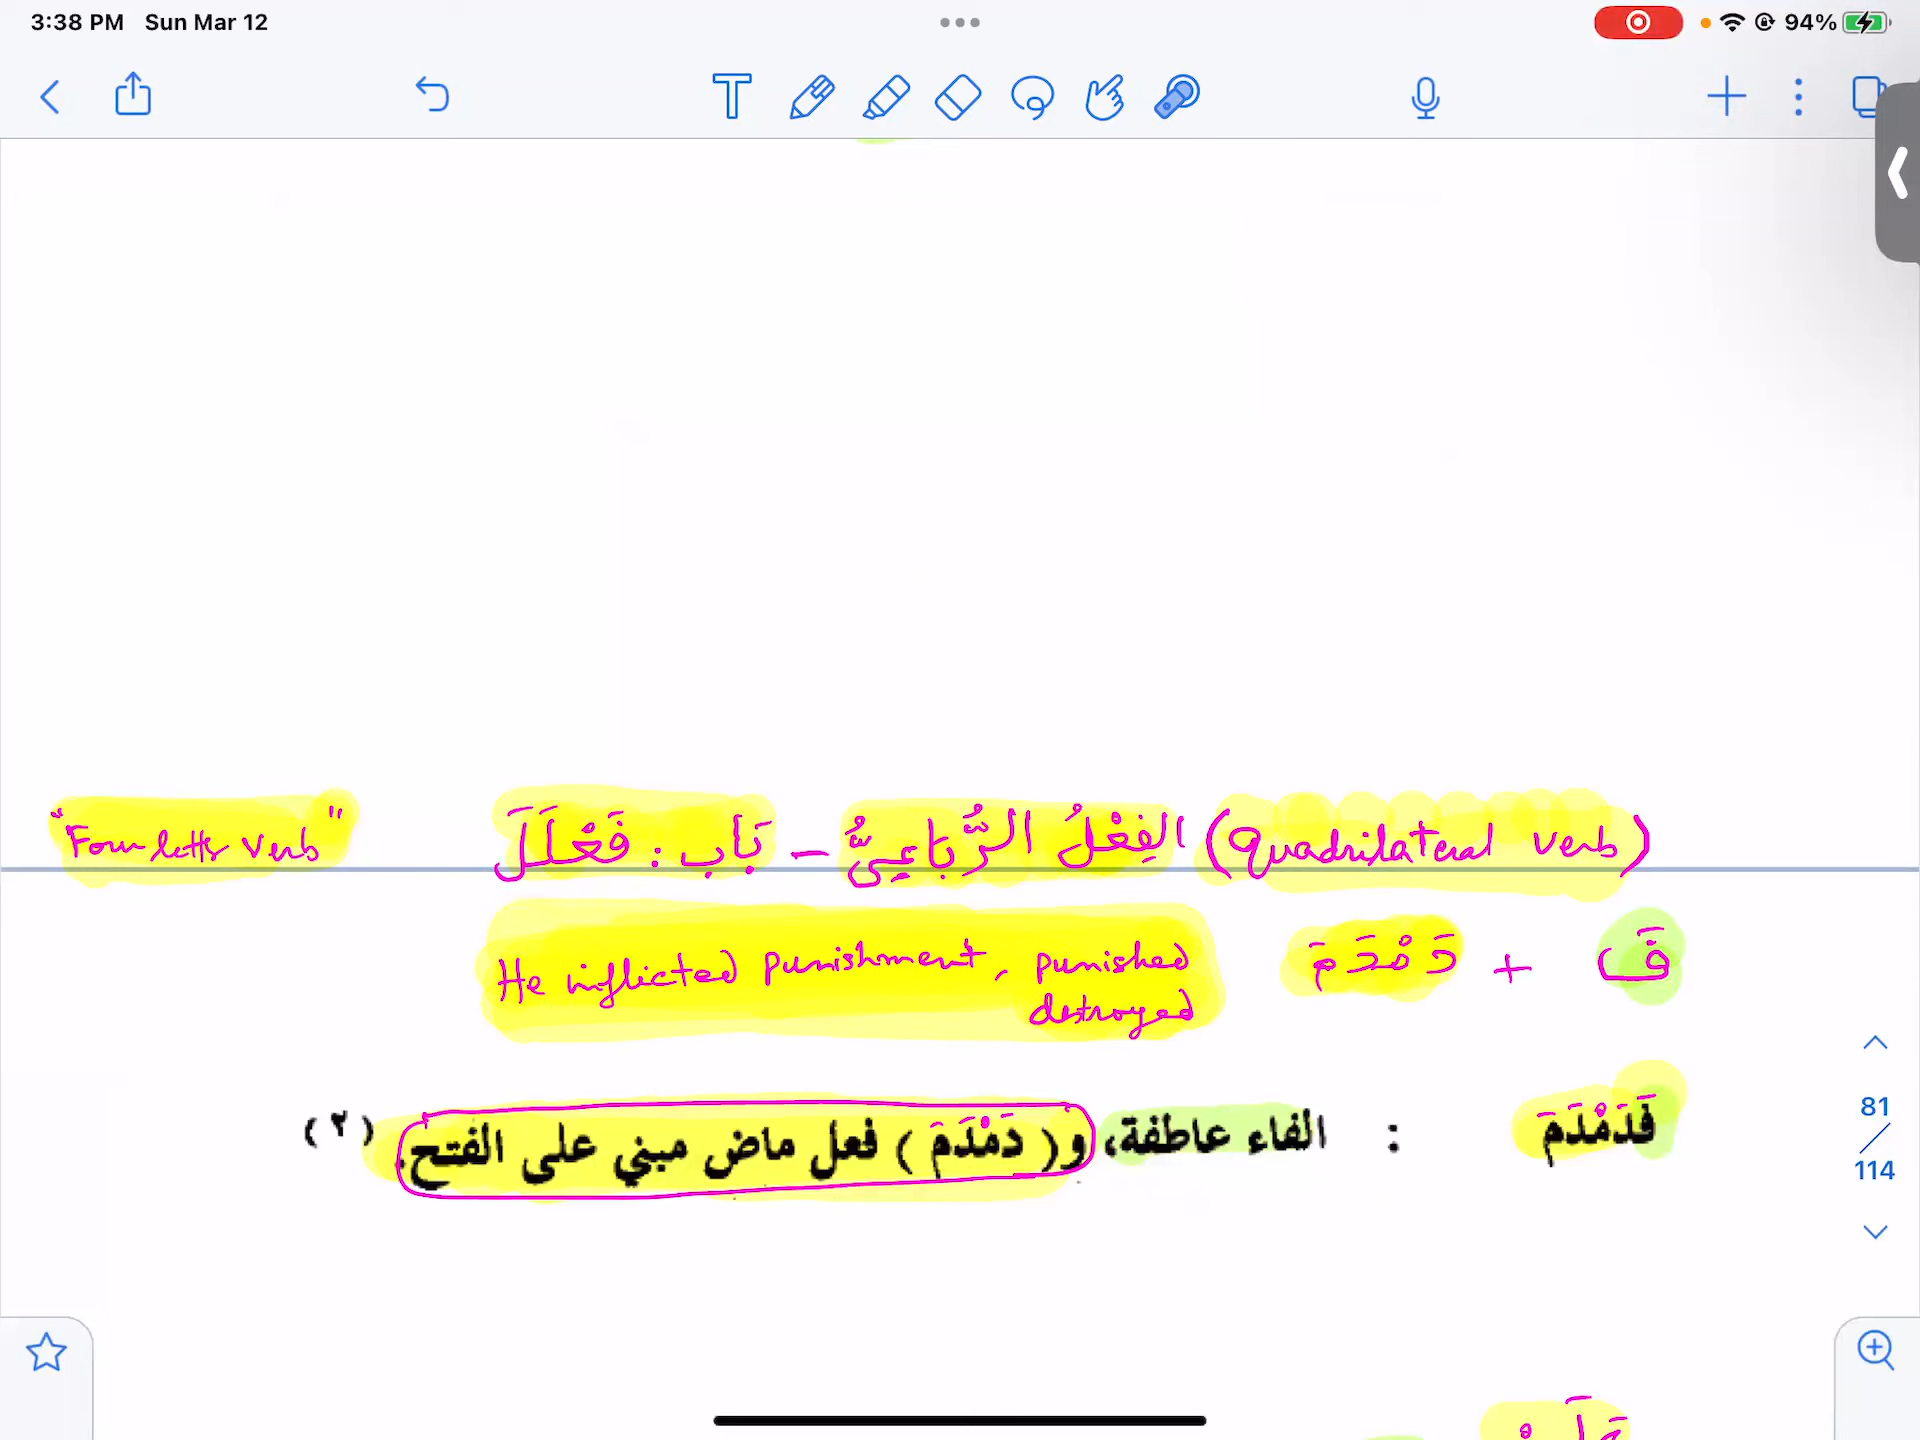 3:38 PM Sun Mar 12
94%
(Quadrilateral verb) الفِعْلُ الرُّبَاعِيُّ – بَاب : فَعْلَلَ
"Four letter verb"
فَ + دَمْدَمَ He inflicted punishment, punished
destroyed
فَدَمْدَمَ : الفاء عاطفة، و( دَمْدَمَ ) فعل ماض مبني على الفتح. (٢)
81
114